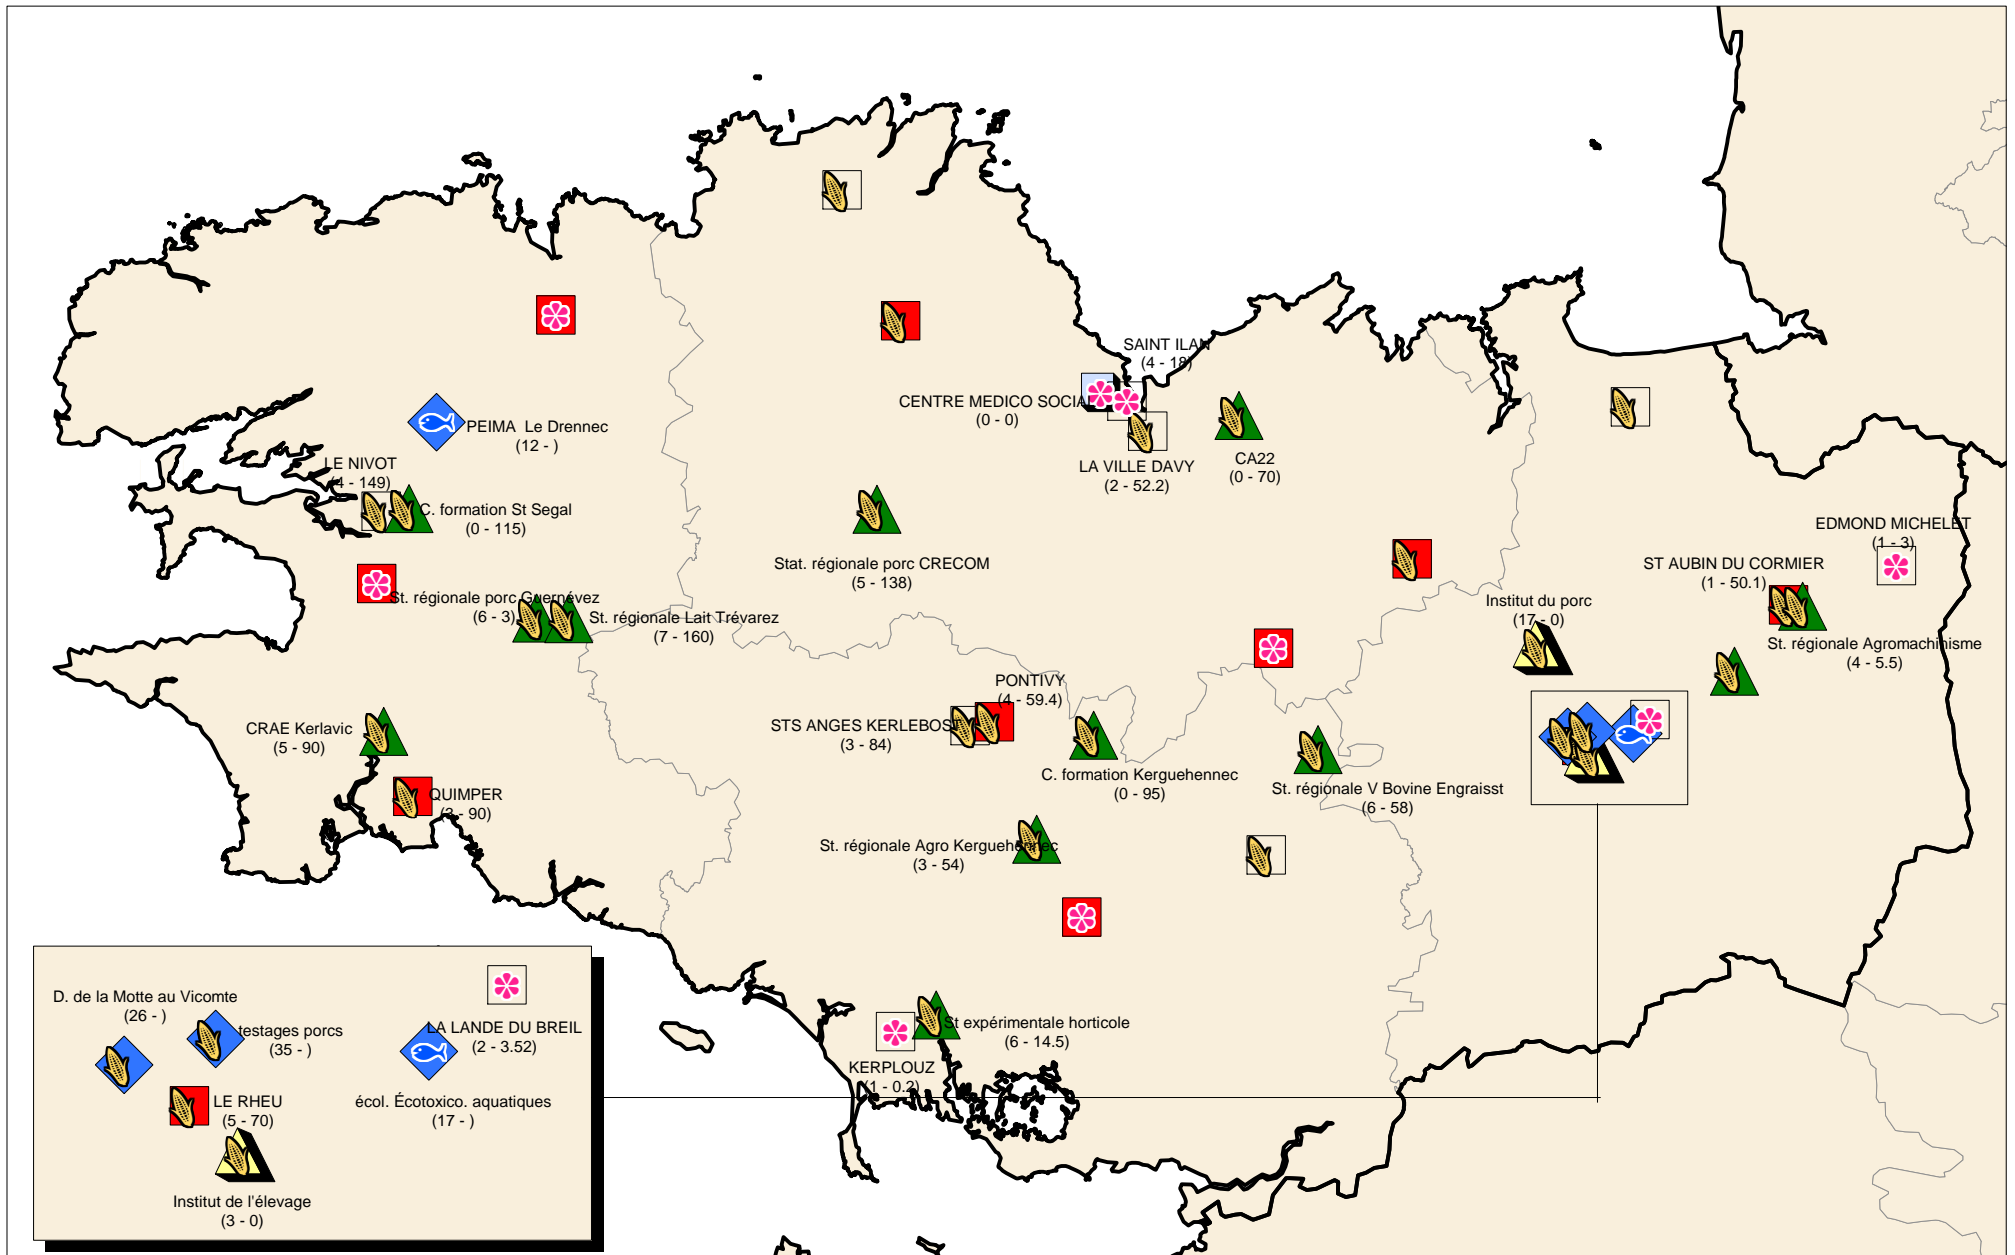 SAINT ILAN
(4 - 18)
CENTRE MEDICO SOCIAL
(0 - 0)
PEIMA Le Drennec
(12 - )
LE NIVOT
(4 - 149)
C. formation St Segal
(0 - 115)
LA VILLE DAVY
(2 - 52.2)
CA22
(0 - 70)
Stat. régionale porc CRECOM
(5 - 138)
EDMOND MICHELET
(1 - 3)
ST AUBIN DU CORMIER
(1 - 50.1)
Institut du porc
(17 - 0)
St. régionale porc Guernévez
(6 - 3)
St. régionale Lait Trévarez
(7 - 160)
St. régionale Agromachinisme
(4 - 5.5)
PONTIVY
(4 - 59.4)
STS ANGES KERLEBOST
(3 - 84)
CRAE Kerlavic
(5 - 90)
C. formation Kerguehennec
(0 - 95)
St. régionale V Bovine Engraisst
(6 - 58)
QUIMPER
(3 - 90)
St. régionale Agro Kerguehennec
(3 - 54)
St expérimentale horticole
(6 - 14.5)
KERPLOUZ
(1 - 0.2)
D. de la Motte au Vicomte
(26 - )
testages porcs
(35 - )
LA LANDE DU BREIL
(2 - 3.52)
LE RHEU
(5 - 70)
écol. Écotoxico. aquatiques
(17 - )
Institut de l'élevage
(3 - 0)